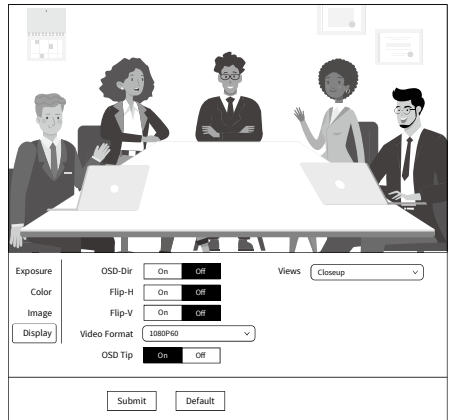 Exposure OSD-Dir On Off Views Closeup
Color Flip-H On Off
Image Flip-V On Off
Display Video Format 1080P60
OSD Tip On Off
Submit Default